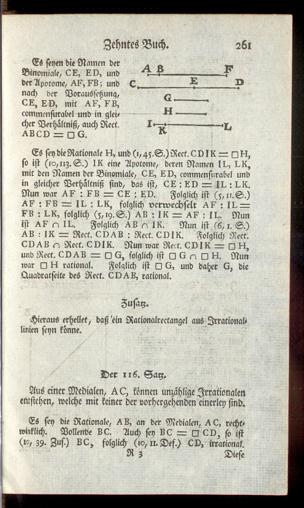 Zehntes Buch. 261
Es seyen die Namen der
Binomiale, CE, ED, und
der Apotome, AF, FB; und
nach der Voraussetzung,
CE, ED, mit AF, FB,
commensurabel und in glei-
cher Verhältniß, auch Rect.
ABCD = □ G.
A B F
C E D
G
H
I K L
Es sey die Rationale H, und (1, 45. S.) Rect. CDIK = □ H,
so ist (10, 113. S.) IK eine Apotome, deren Namen IL, LK,
mit den Namen der Binomiale, CE, ED, commensurabel und
in gleicher Verhältniß sind, das ist, CE : ED = IL : LK.
Nun war AF : FB = CE : ED. Folglich ist (5, 11. S.)
AF : FB = IL : LK, folglich verwechselt AF : IL =
FB : LK, folglich (5, 19. S.) AB : IK = AF : IL. Nun
ist AF ∩ IL. Folglich AB ∩ IK. Nun ist (6, 1. S.)
AB : IK = Rect. CDAB : Rect. CDIK. Folglich Rect.
CDAB ∩ Rect. CDIK. Nun war Rect. CDIK = □ H,
und Rect. CDAB = □ G, folglich ist □ G ∩ □ H. Nun
war □ H rational. Folglich ist □ G, und daher G, die
Quadratseite des Rect. CDAB, rational.
Zusatz.
Hieraus erhellet, daß ein Rationalrectangel aus Irrational-
linien seyn könne.
Der 116. Satz.
Aus einer Medialen, AC, können unzählige Irrationalen
entstehen, welche mit keiner der vorhergehenden einerley sind.
Es sey die Rationale, AB, an der Medialen, AC, recht-
winklich. Vollende BC. Auch sey BC = □ CD, so ist
(10, 39. Zus.) BC, folglich (10, 11. Def.) CD, irrational.
R 3 Diese